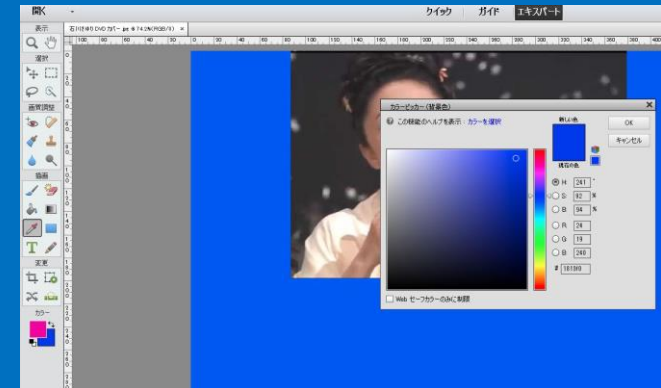 開く
クイック ガイド エキスパート
表示
選択
画質調整
描画
変更
カラー
カラーピッカー (背景色)
この機能のヘルプを表示 : カラーを選択
新しい色
現在の色
OK
キャンセル
H 241 °
S 92 %
B 94 %
R 24
G 19
B 240
Web セーフカラーのみに制限